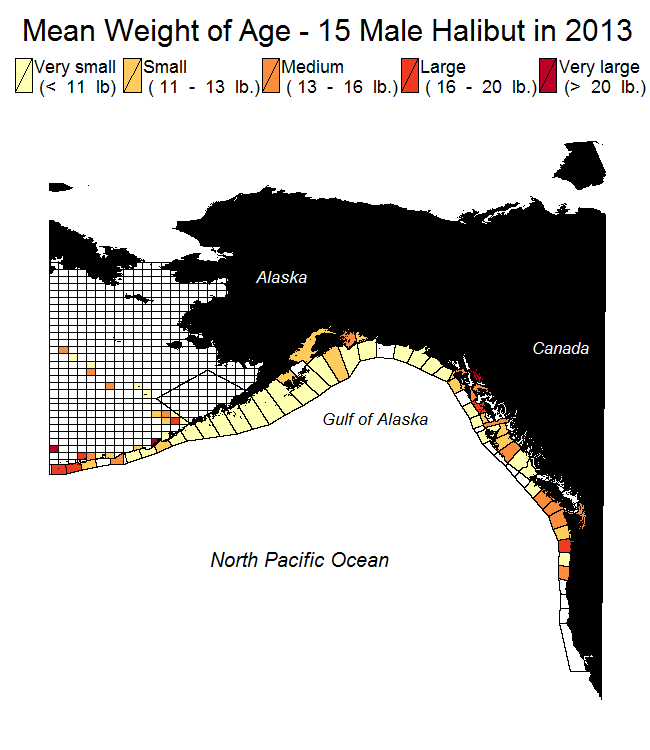 Mean Weight of Age - 15 Male Halibut in 2013
Very small Small Medium Large Very large
(< 11 lb) ( 11 - 13 lb.) ( 13 - 16 lb.) ( 16 - 20 lb.) (> 20 lb.)
Alaska
Canada
Gulf of Alaska
North Pacific Ocean